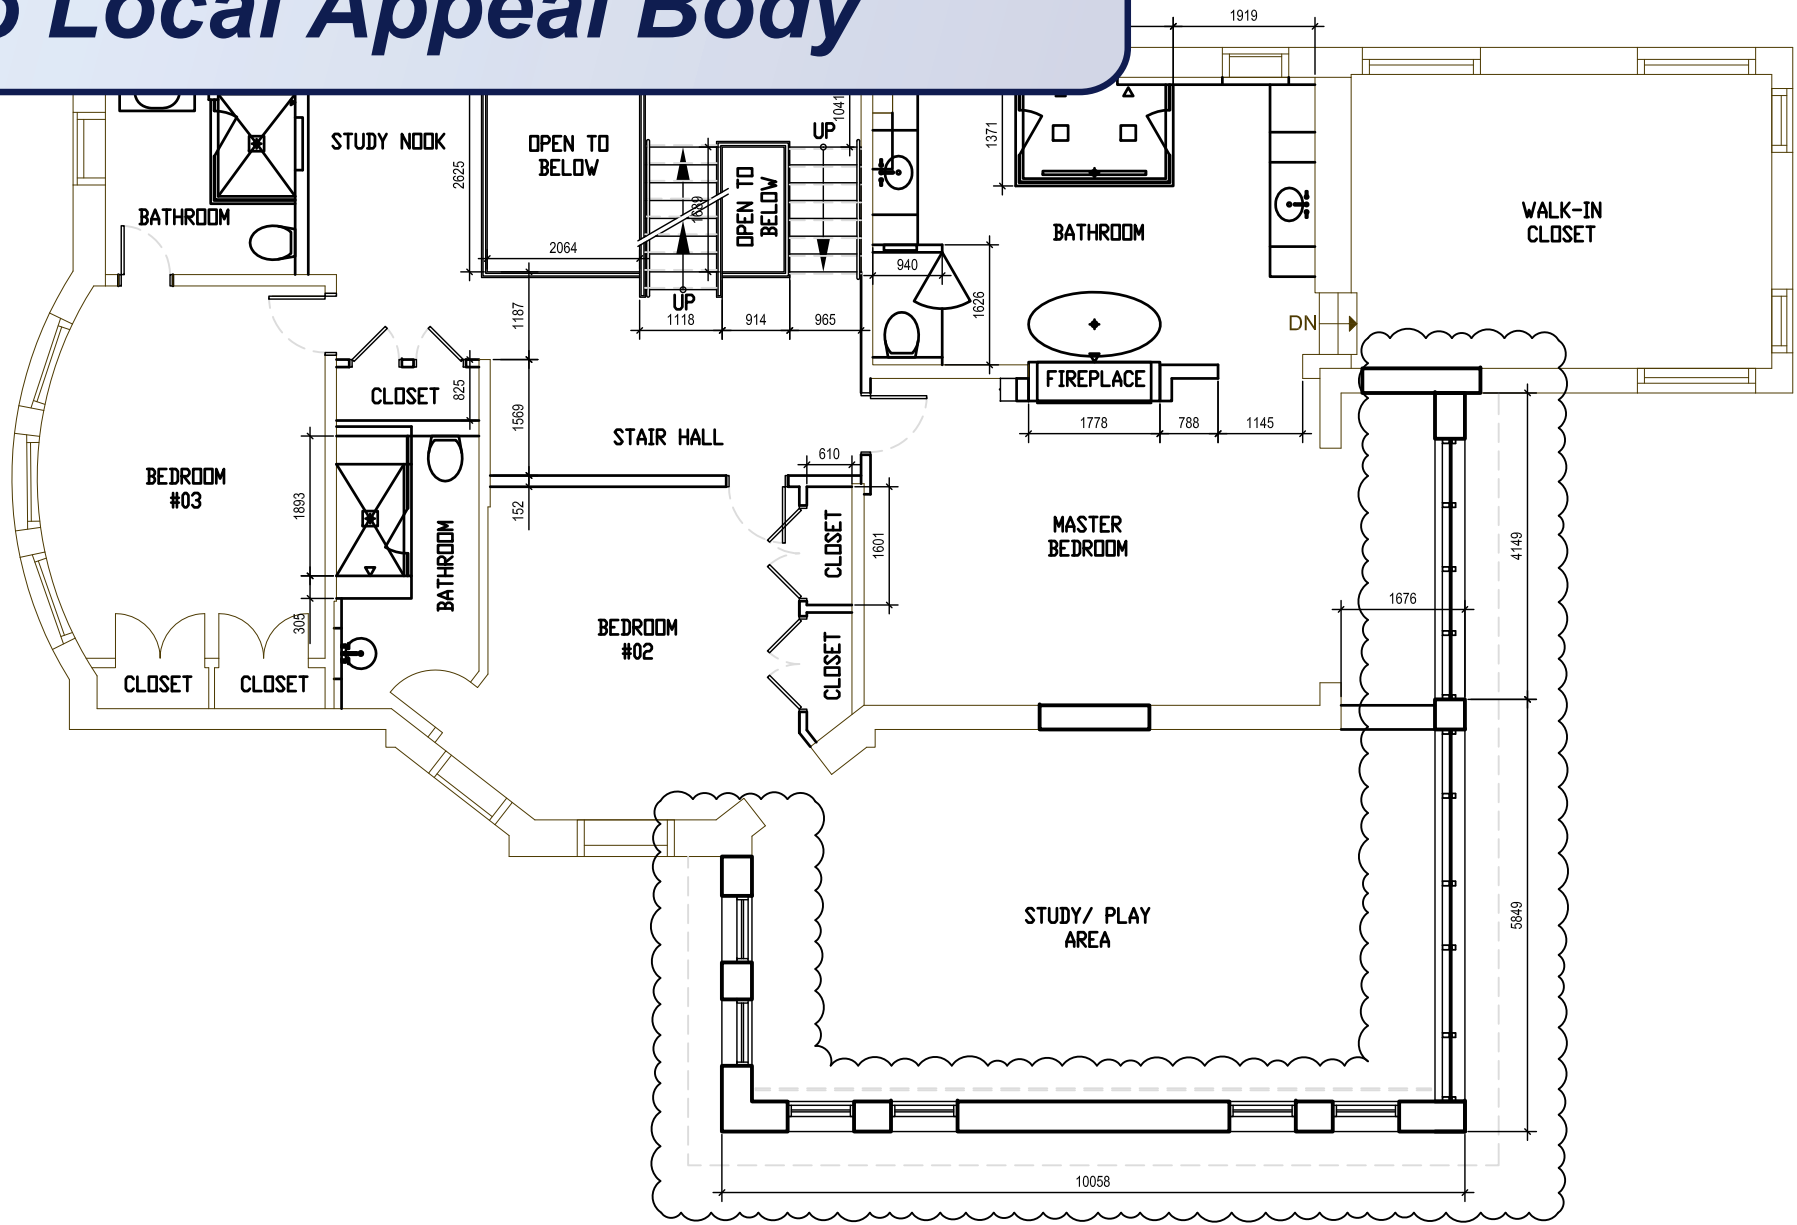 o Local Appeal Body
1919
STUDY NOOK
OPEN TO
BELOW
UP
1041
1371
2625
1689
OPEN TO
BELOW
BATHROOM
BATHROOM
WALK-IN
CLOSET
2064
940
1626
UP
1118
914
965
1187
DN
FIREPLACE
CLOSET
825
1569
1778
788
1145
STAIR HALL
610
BEDROOM
#03
1893
152
BATHROOM
CLOSET
1601
MASTER
BEDROOM
4149
1676
305
BEDROOM
#02
CLOSET
CLOSET
CLOSET
STUDY/ PLAY
AREA
5849
10058